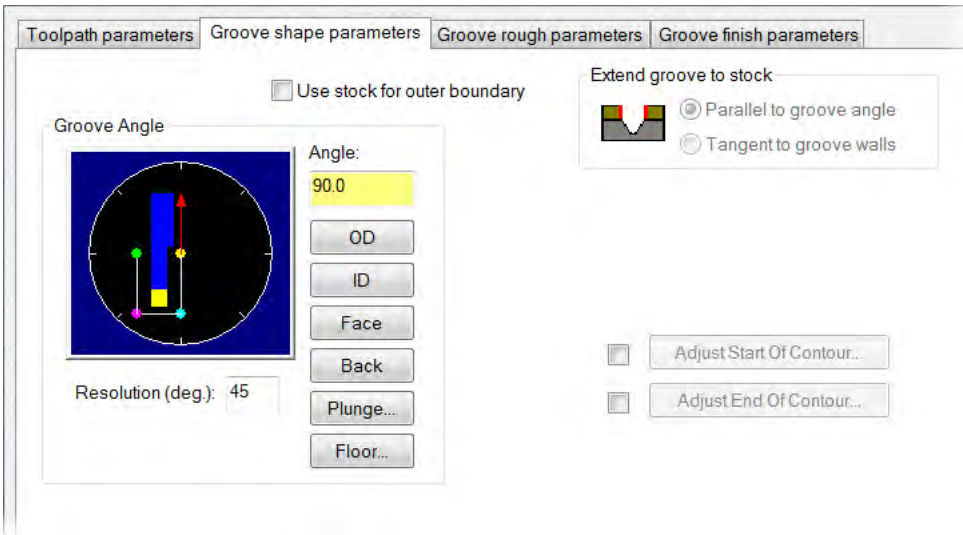 Toolpath parameters
Groove shape parameters
Groove rough parameters
Groove finish parameters
Use stock for outer boundary
Extend groove to stock
Parallel to groove angle
Tangent to groove walls
Groove Angle
Angle:
90.0
OD
ID
Face
Back
Plunge...
Floor...
Resolution (deg.): 45
Adjust Start Of Contour..
Adjust End Of Contour...